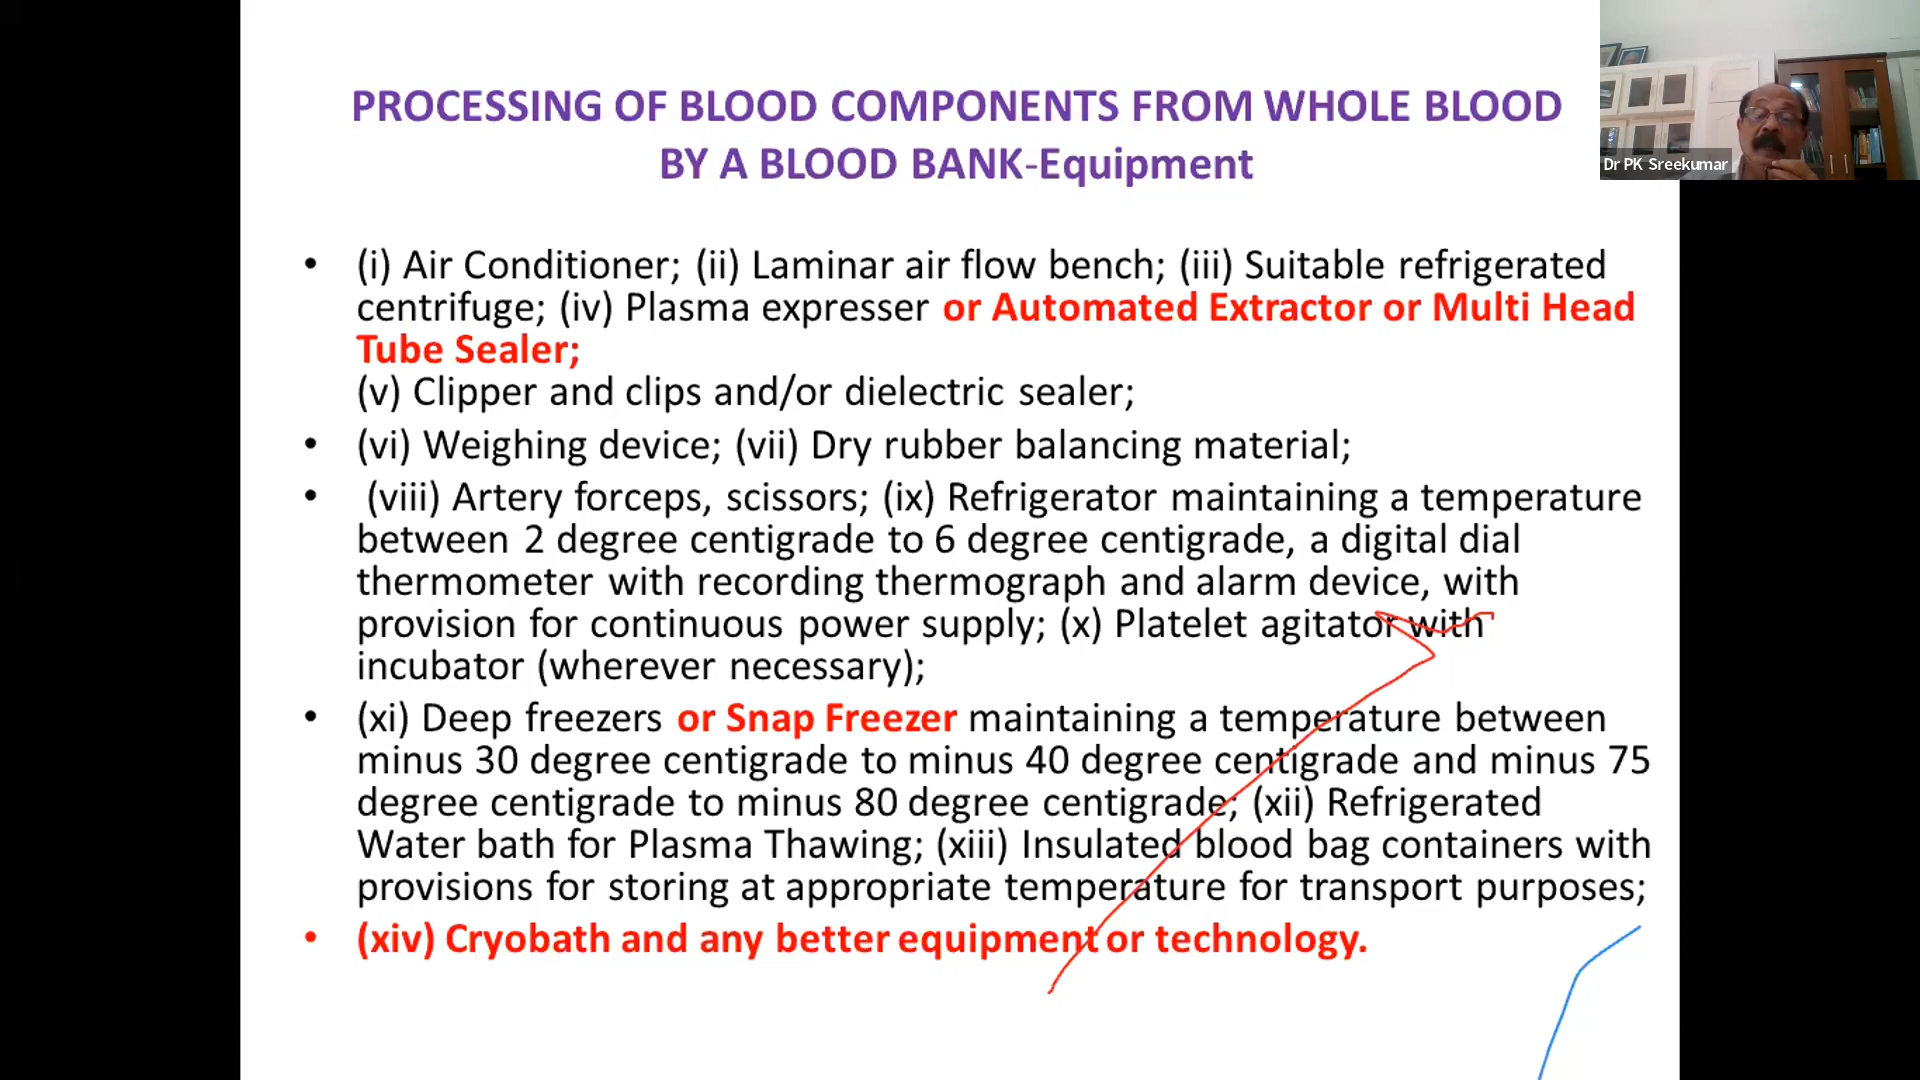 PROCESSING OF BLOOD COMPONENTS FROM WHOLE BLOOD
BY A BLOOD BANK-Equipment
Dr PK Sreekumar
• (i) Air Conditioner; (ii) Laminar air flow bench; (iii) Suitable refrigerated
centrifuge; (iv) Plasma expresser or Automated Extractor or Multi Head
Tube Sealer;
(v) Clipper and clips and/or dielectric sealer;
• (vi) Weighing device; (vii) Dry rubber balancing material;
• (viii) Artery forceps, scissors; (ix) Refrigerator maintaining a temperature
between 2 degree centigrade to 6 degree centigrade, a digital dial
thermometer with recording thermograph and alarm device, with
provision for continuous power supply; (x) Platelet agitator with
incubator (wherever necessary);
• (xi) Deep freezers or Snap Freezer maintaining a temperature between
minus 30 degree centigrade to minus 40 degree centigrade and minus 75
degree centigrade to minus 80 degree centigrade; (xii) Refrigerated
Water bath for Plasma Thawing; (xiii) Insulated blood bag containers with
provisions for storing at appropriate temperature for transport purposes;
• (xiv) Cryobath and any better equipment or technology.